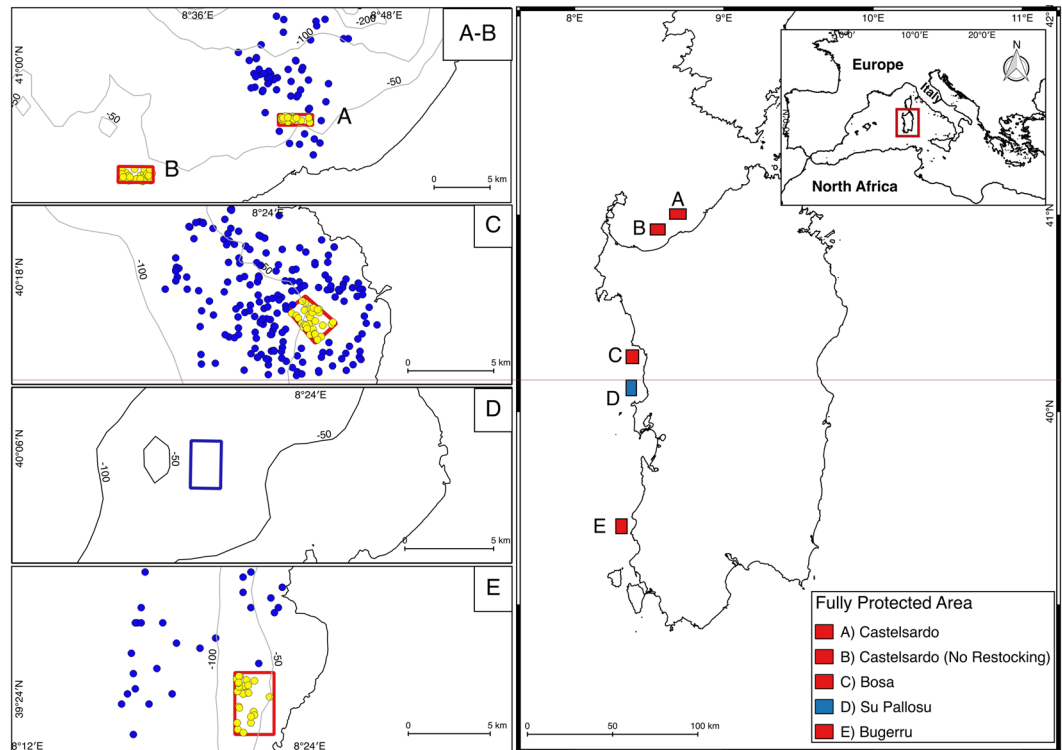 8°36′E
8°48′E
-200
-100
-50
A-B
41°00′N
-50
-50
A
B
0
5 km
8°24′E
C
-50
-100
40°18′N
0
5 km
8°24′E
D
-50
-50
-100
40°06′N
0
5 km
E
-100
-50
39°24′N
0
5 km
8°12′E
8°24′E
8°E
9°E
10°E
11°E
42°
10°0′E
20°0′E
N
Europe
Italy
North Africa
41°N
A
B
C
D
40°N
E
Fully Protected Area
A) Castelsardo
B) Castelsardo (No Restocking)
C) Bosa
D) Su Pallosu
E) Bugerru
0
50
100 km